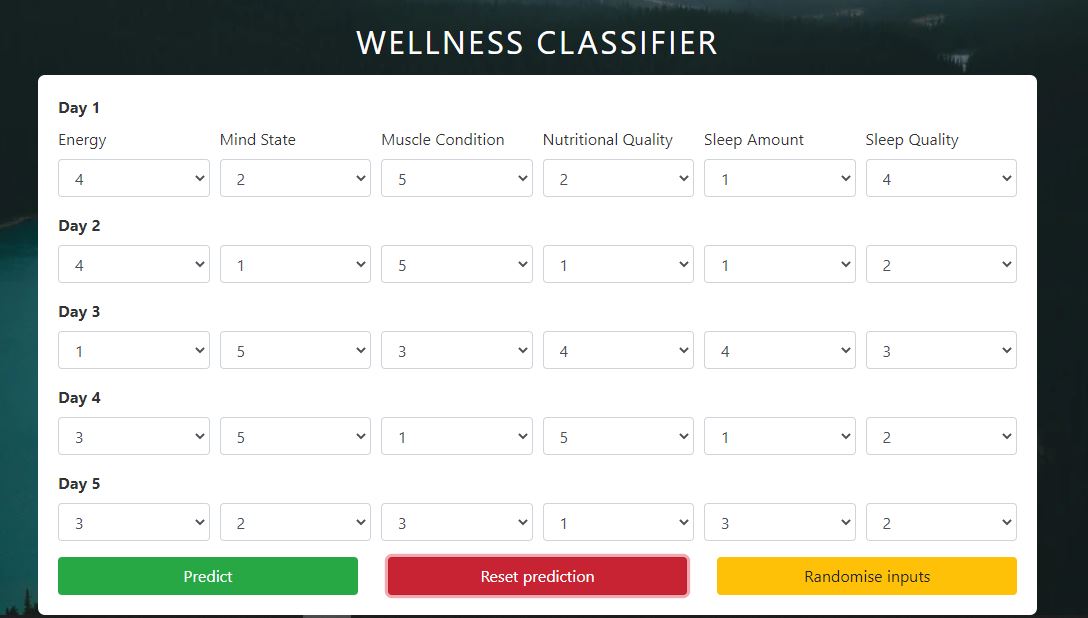 WELLNESS CLASSIFIER
Day 1
Energy Mind State Muscle Condition Nutritional Quality Sleep Amount Sleep Quality
4 2 5 2 1 4
Day 2
4 1 5 1 1 2
Day 3
1 5 3 4 4 3
Day 4
3 5 1 5 1 2
Day 5
3 2 3 1 3 2
Predict Reset prediction Randomise inputs